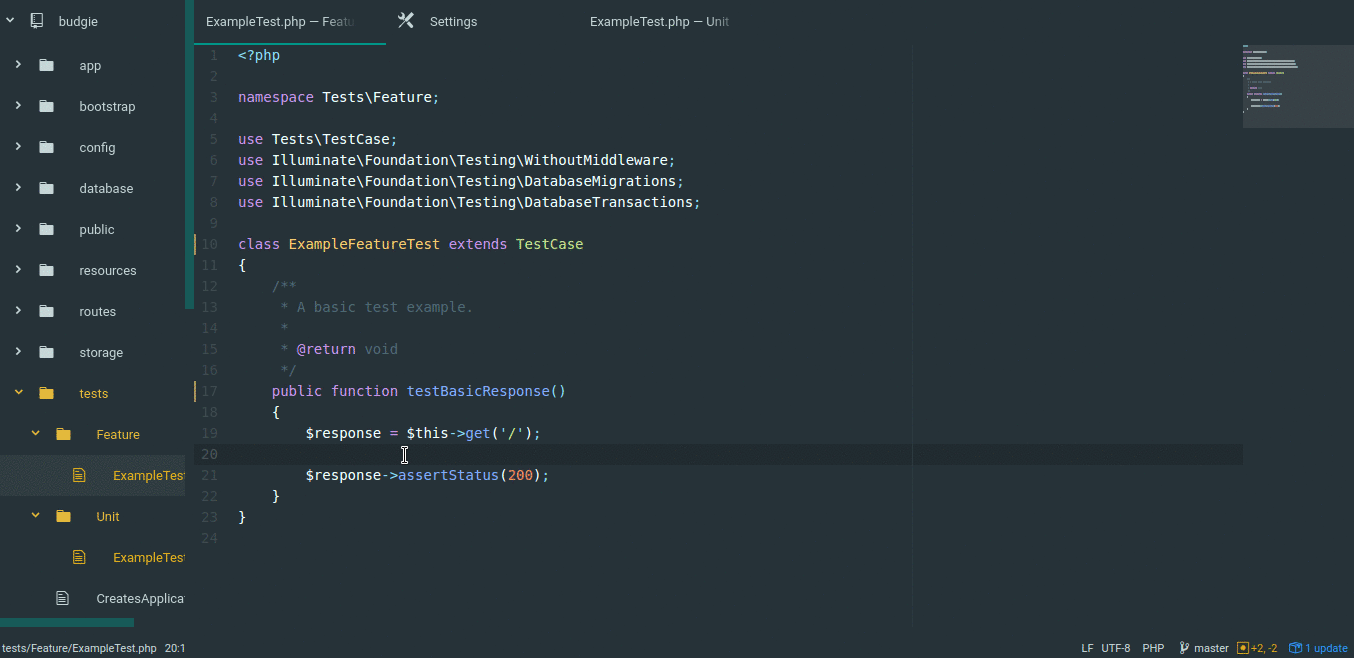 budgie
app
bootstrap
config
database
public
resources
routes
storage
tests
Feature
ExampleTest
Unit
ExampleTest
CreatesApplica
ExampleTest.php — Featu
Settings
ExampleTest.php — Unit
1 <?php
2
3 namespace Tests\Feature;
4
5 use Tests\TestCase;
6 use Illuminate\Foundation\Testing\WithoutMiddleware;
7 use Illuminate\Foundation\Testing\DatabaseMigrations;
8 use Illuminate\Foundation\Testing\DatabaseTransactions;
9
10 class ExampleFeatureTest extends TestCase
11 {
12     /**
13      * A basic test example.
14      *
15      * @return void
16      */
17     public function testBasicResponse()
18     {
19         $response = $this->get('/');
20
21         $response->assertStatus(200);
22     }
23 }
24
tests/Feature/ExampleTest.php 20:1
LF UTF-8 PHP master +2, -2 1 update